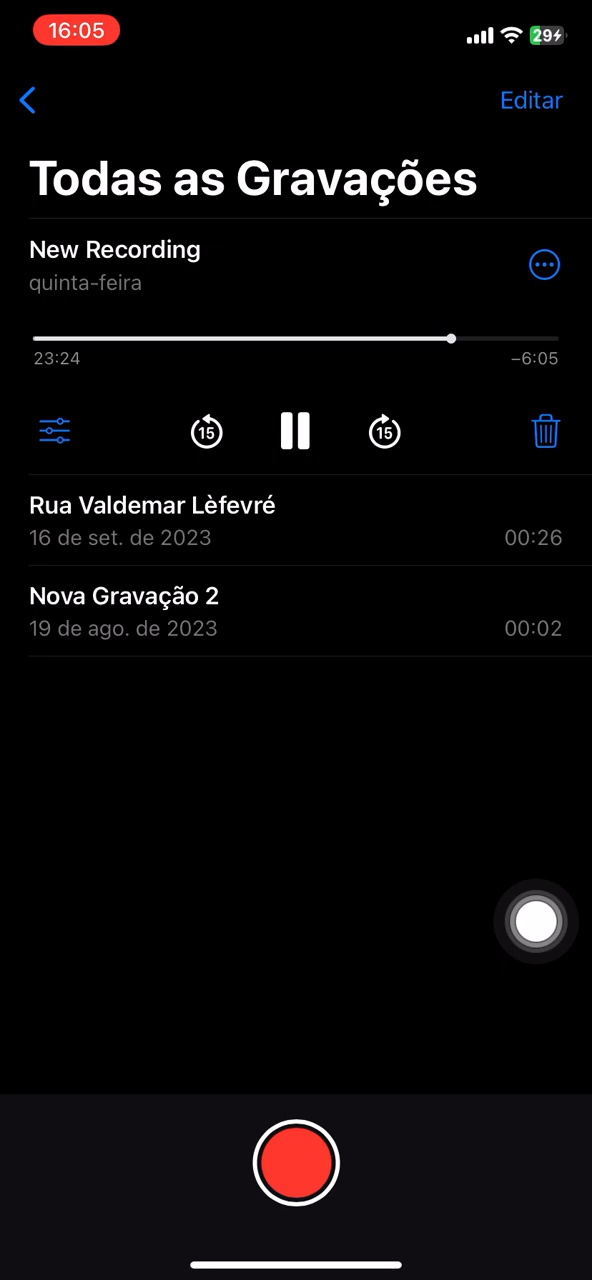 16:05
29
Editar
Todas as Gravações
New Recording
quinta-feira
23:24
–6:05
15
15
Rua Valdemar Lèfevré
16 de set. de 2023
00:26
Nova Gravação 2
19 de ago. de 2023
00:02